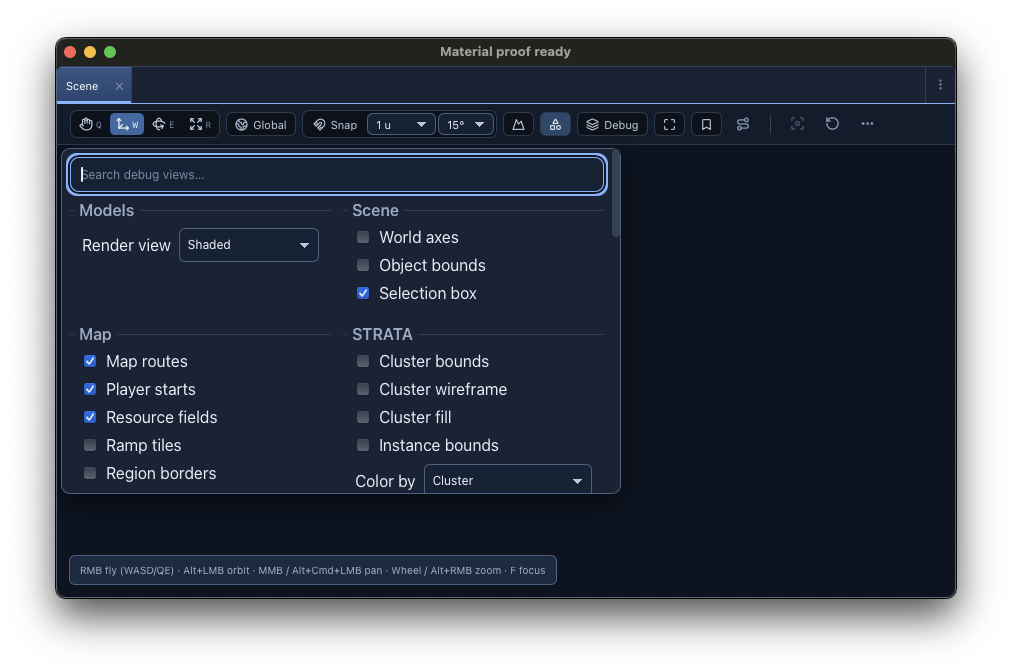 Material proof ready
Scene
Q W E R Global Snap 1 u 15° Debug
Search debug views...
Models
Render view Shaded
Scene
World axes
Object bounds
Selection box
Map
Map routes
Player starts
Resource fields
Ramp tiles
Region borders
STRATA
Cluster bounds
Cluster wireframe
Cluster fill
Instance bounds
Color by Cluster
RMB fly (WASD/QE) · Alt+LMB orbit · MMB / Alt+Cmd+LMB pan · Wheel / Alt+RMB zoom · F focus